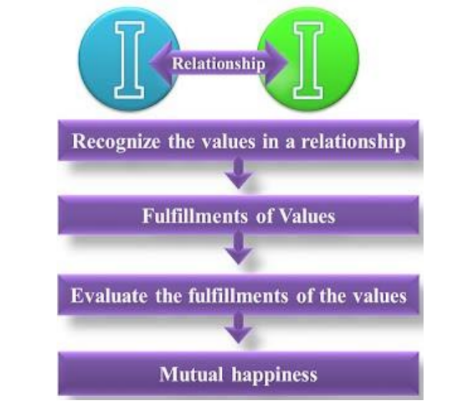 I Relationship I
Recognize the values in a relationship
Fulfillments of Values
Evaluate the fulfillments of the values
Mutual happiness